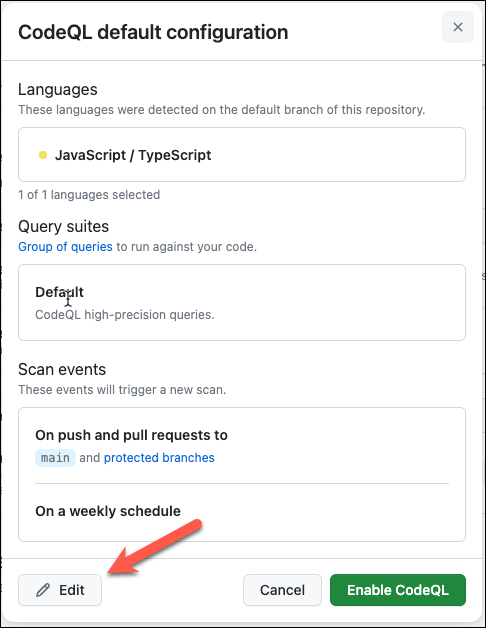 CodeQL default configuration
Languages
These languages were detected on the default branch of this repository.
JavaScript / TypeScript
1 of 1 languages selected
Query suites
Group of queries to run against your code.
Default
CodeQL high-precision queries.
Scan events
These events will trigger a new scan.
On push and pull requests to
main and protected branches
On a weekly schedule
Edit
Cancel
Enable CodeQL